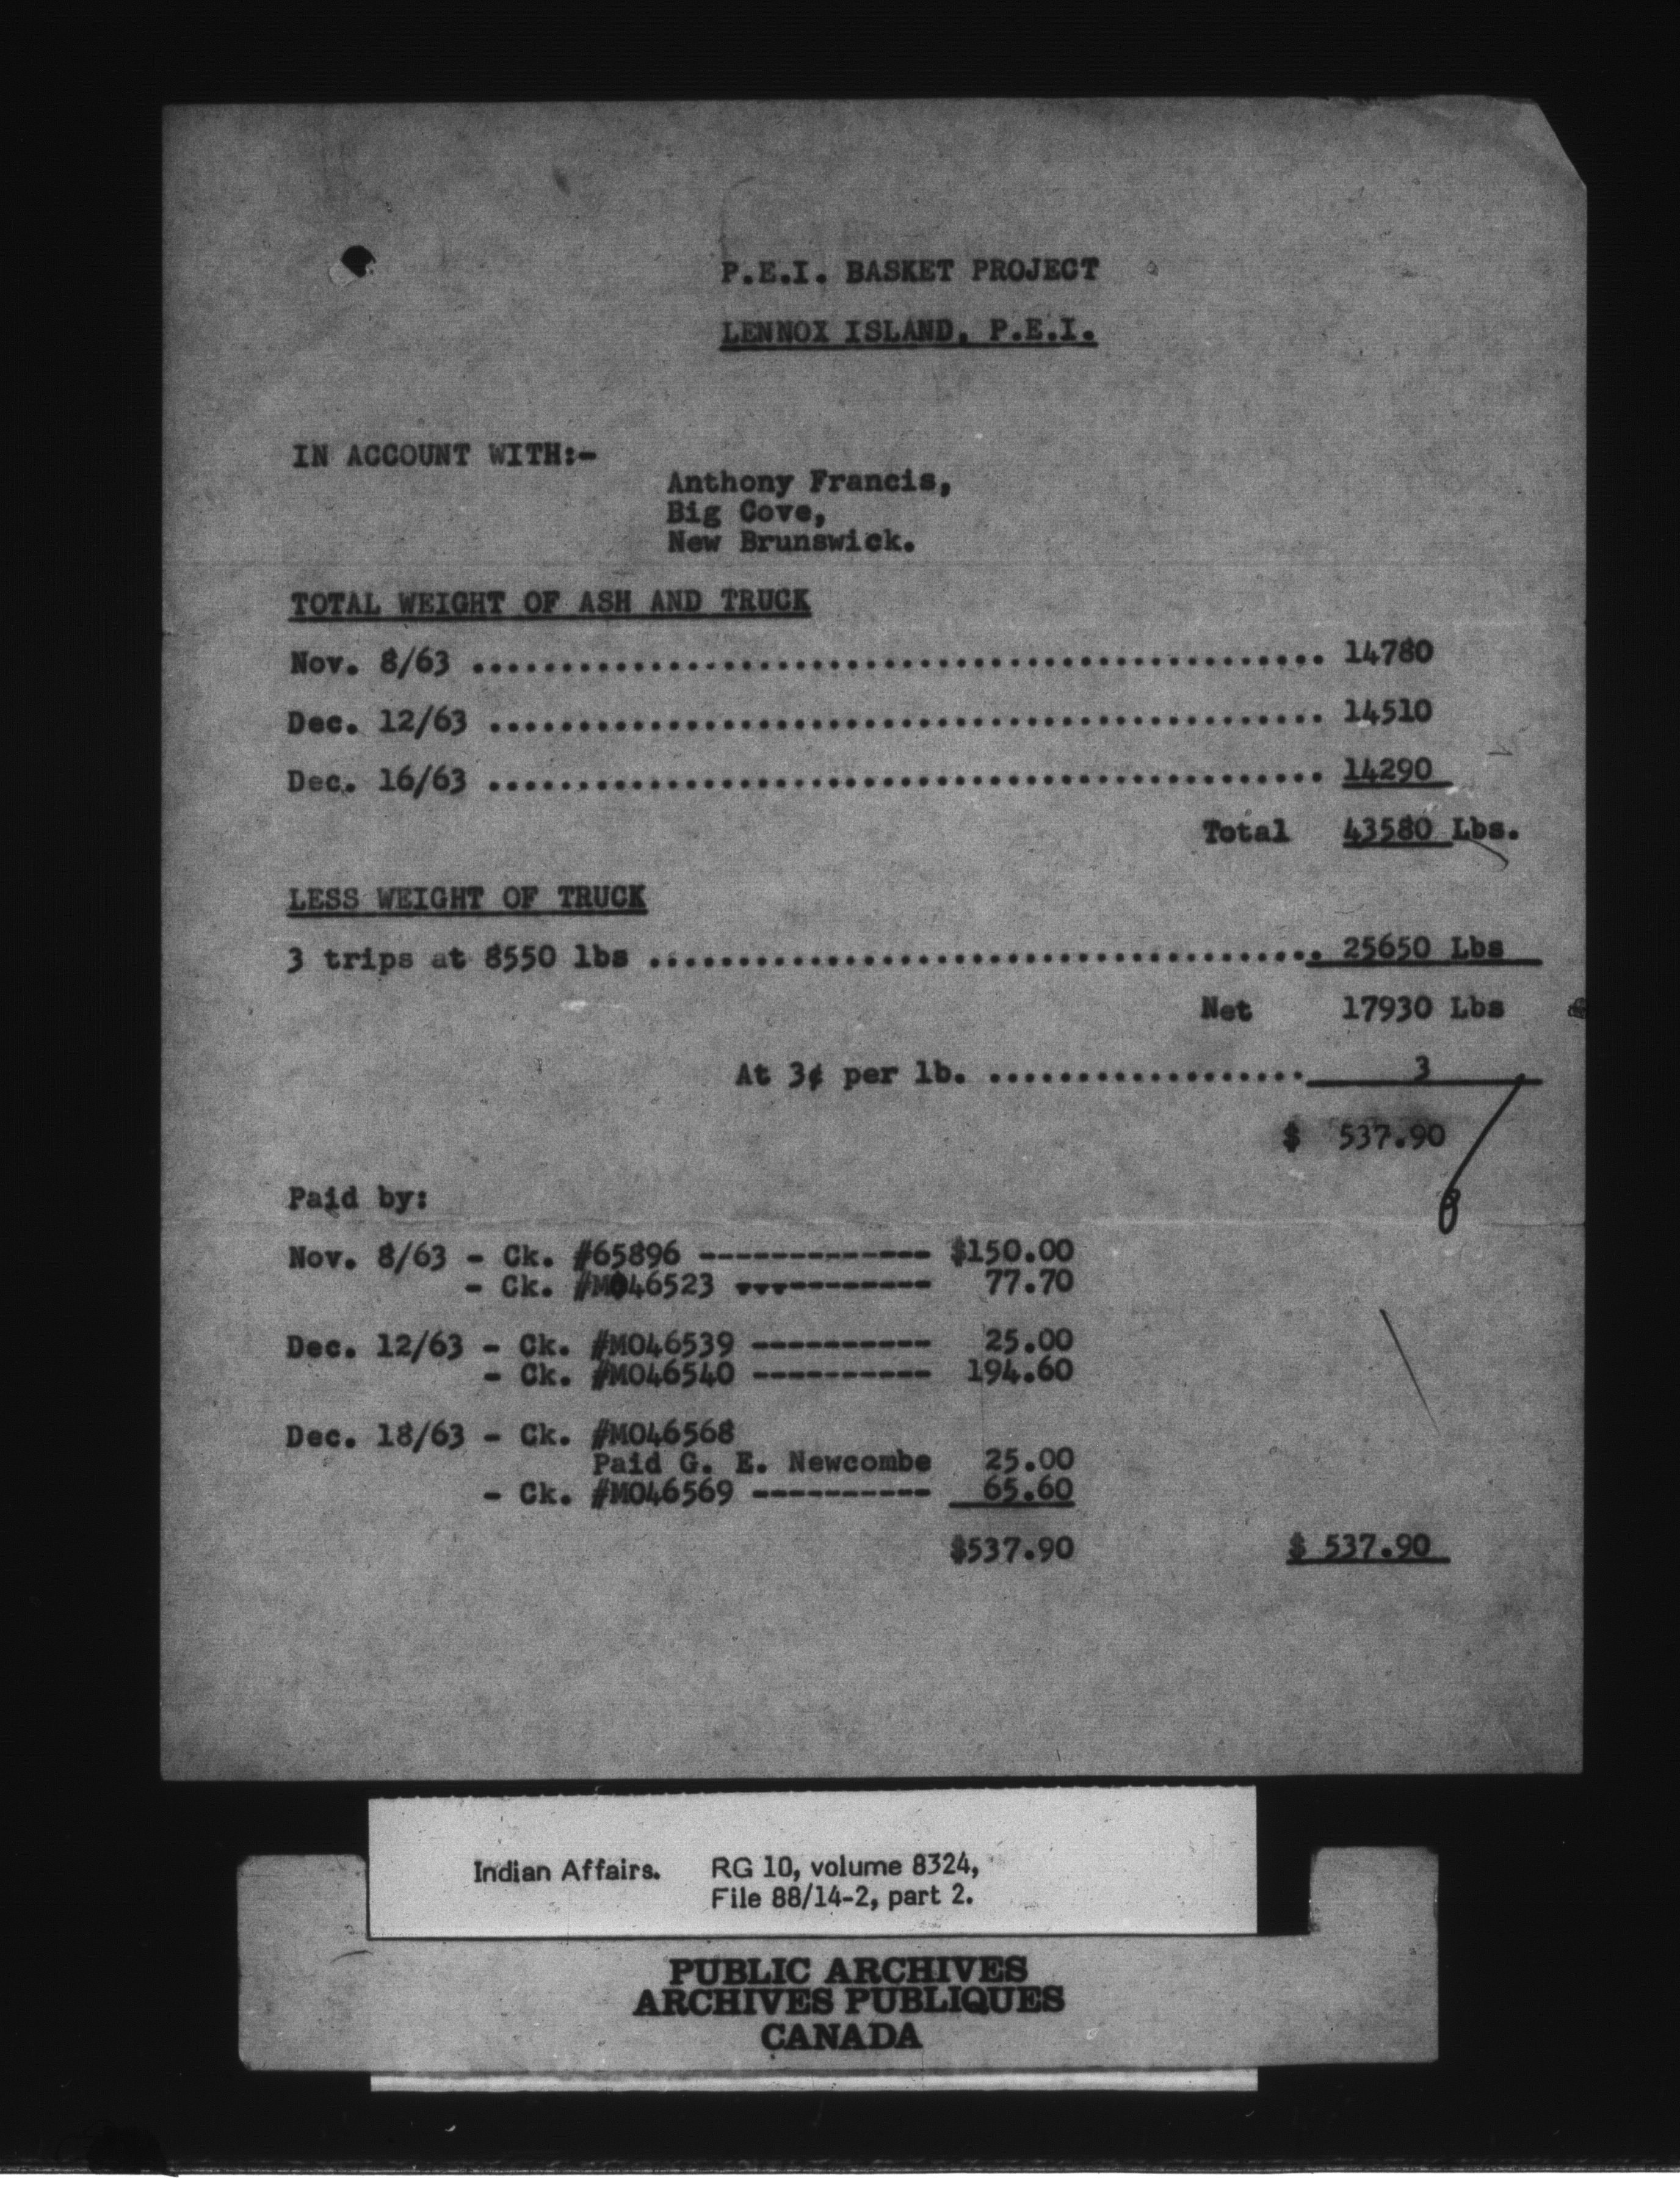 P.E.I. BASKET PROJECT
LENNOX ISLAND, P.E.I.
IN ACCOUNT WITH:-
Anthony Francis,
Big Cove,
New Brunswick.
TOTAL WEIGHT OF ASH AND TRUCK
Nov. 8/63 ................................................ 14780
Dec. 12/63 ............................................... 14510
Dec. 16/63 ............................................... 14290
Total 43580 Lbs.
LESS WEIGHT OF TRUCK
3 trips at 8550 lbs ...................................... 25650 Lbs
Net 17930 Lbs
At 3¢ per lb. .................. 3
$ 537.90
Paid by:
Nov. 8/63 - Ck. #65896 ------------- $150.00
- Ck. #MO46523 ----------- 77.70
Dec. 12/63 - Ck. #MO46539 ---------- 25.00
- Ck. #MO46540 ---------- 194.60
Dec. 18/63 - Ck. #MO46568
Paid G. E. Newcombe 25.00
- Ck. #MO46569 ---------- 65.60
$537.90 $ 537.90
Indian Affairs. RG 10, volume 8324,
File 88/14-2, part 2.
PUBLIC ARCHIVES
ARCHIVES PUBLIQUES
CANADA